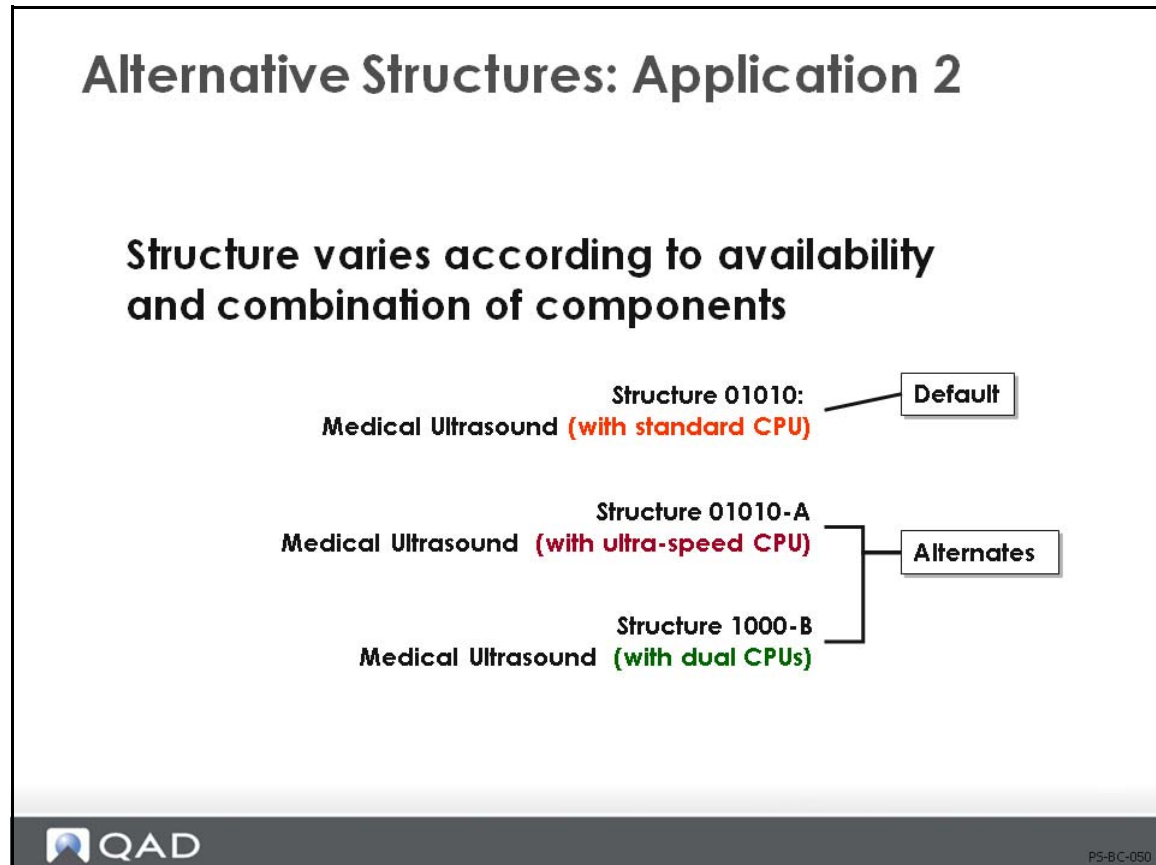 Alternative Structures: Application 2
Structure varies according to availability
and combination of components
Structure 01010:
Medical Ultrasound (with standard CPU)
Default
Structure 01010-A
Medical Ultrasound (with ultra-speed CPU)
Alternates
Structure 1000-B
Medical Ultrasound (with dual CPUs)
QAD
PS-BC-050